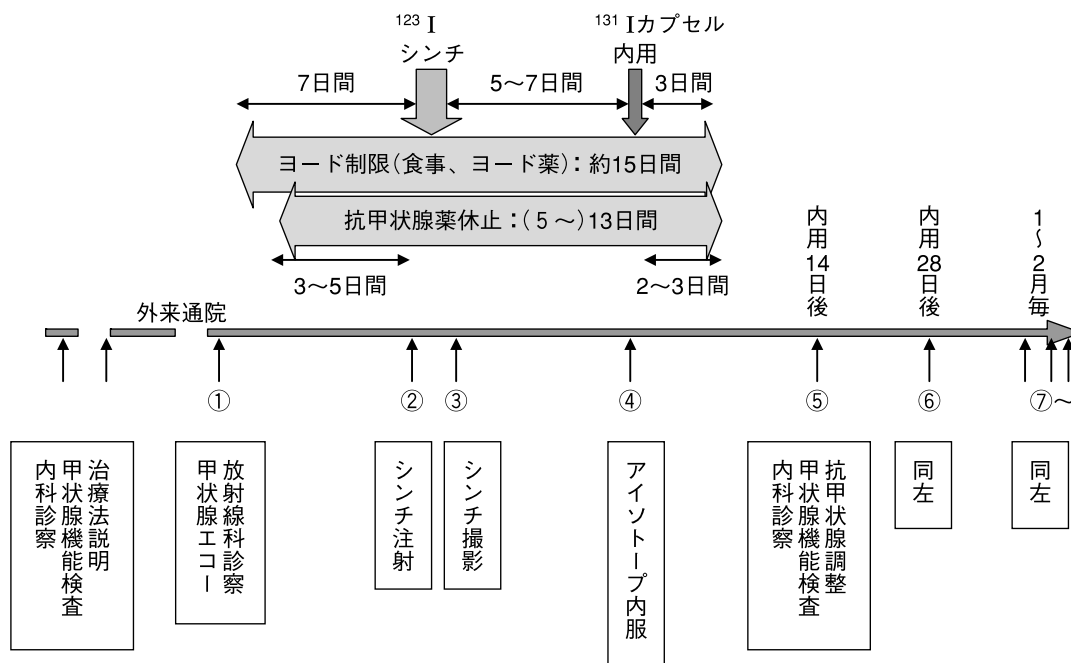 ¹²³I
シンチ
¹³¹Iカプセル
内用
7日間
5～7日間
3日間
ヨード制限(食事、ヨード薬)：約15日間
抗甲状腺薬休止：(5～)13日間
3～5日間
2～3日間
内用14日後
内用28日後
1～2月毎
外来通院
①
②
③
④
⑤
⑥
⑦～
治療法説明
甲状腺機能検査
内科診察
放射線科診察
甲状腺エコー
シンチ注射
シンチ撮影
アイソトープ内服
抗甲状腺調整
甲状腺機能検査
内科診察
同左
同左